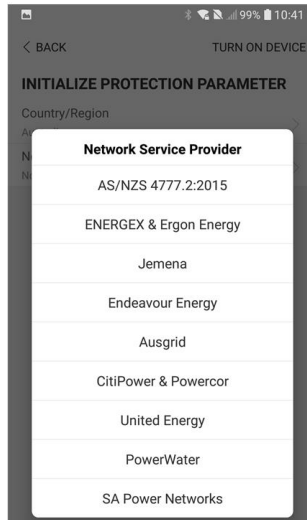 99% 10:41
< BACK TURN ON DEVICE
INITIALIZE PROTECTION PARAMETER
Country/Region
Network Service Provider
AS/NZS 4777.2:2015
ENERGEX & Ergon Energy
Jemena
Endeavour Energy
Ausgrid
CitiPower & Powercor
United Energy
PowerWater
SA Power Networks